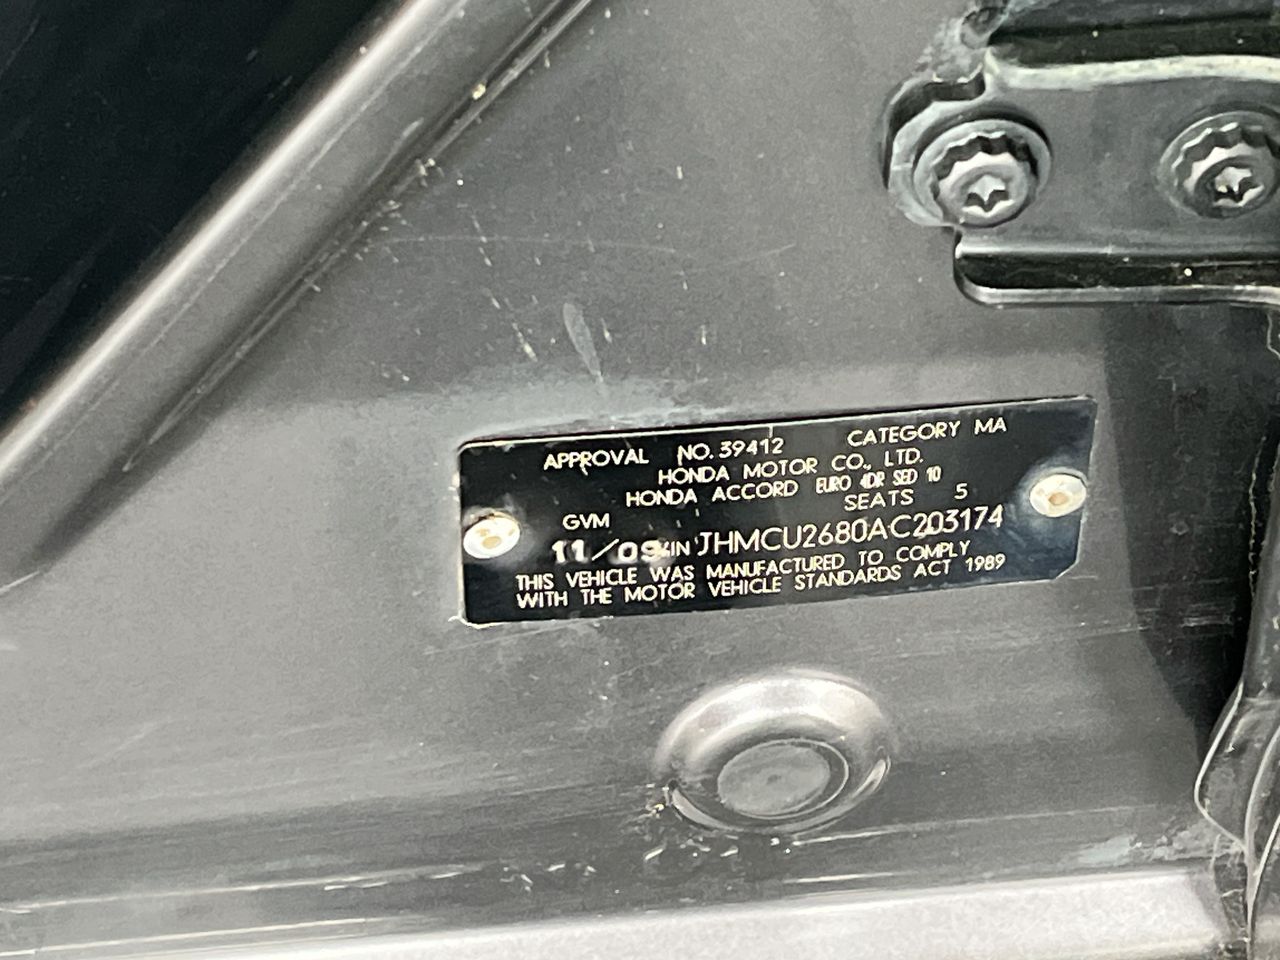 APPROVAL NO. 39412 CATEGORY MA
HONDA MOTOR CO., LTD.
HONDA ACCORD EURO 4DR SED 10
GVM SEATS 5
11/09 VIN JHMCU2680AC203174
THIS VEHICLE WAS MANUFACTURED TO COMPLY
WITH THE MOTOR VEHICLE STANDARDS ACT 1989